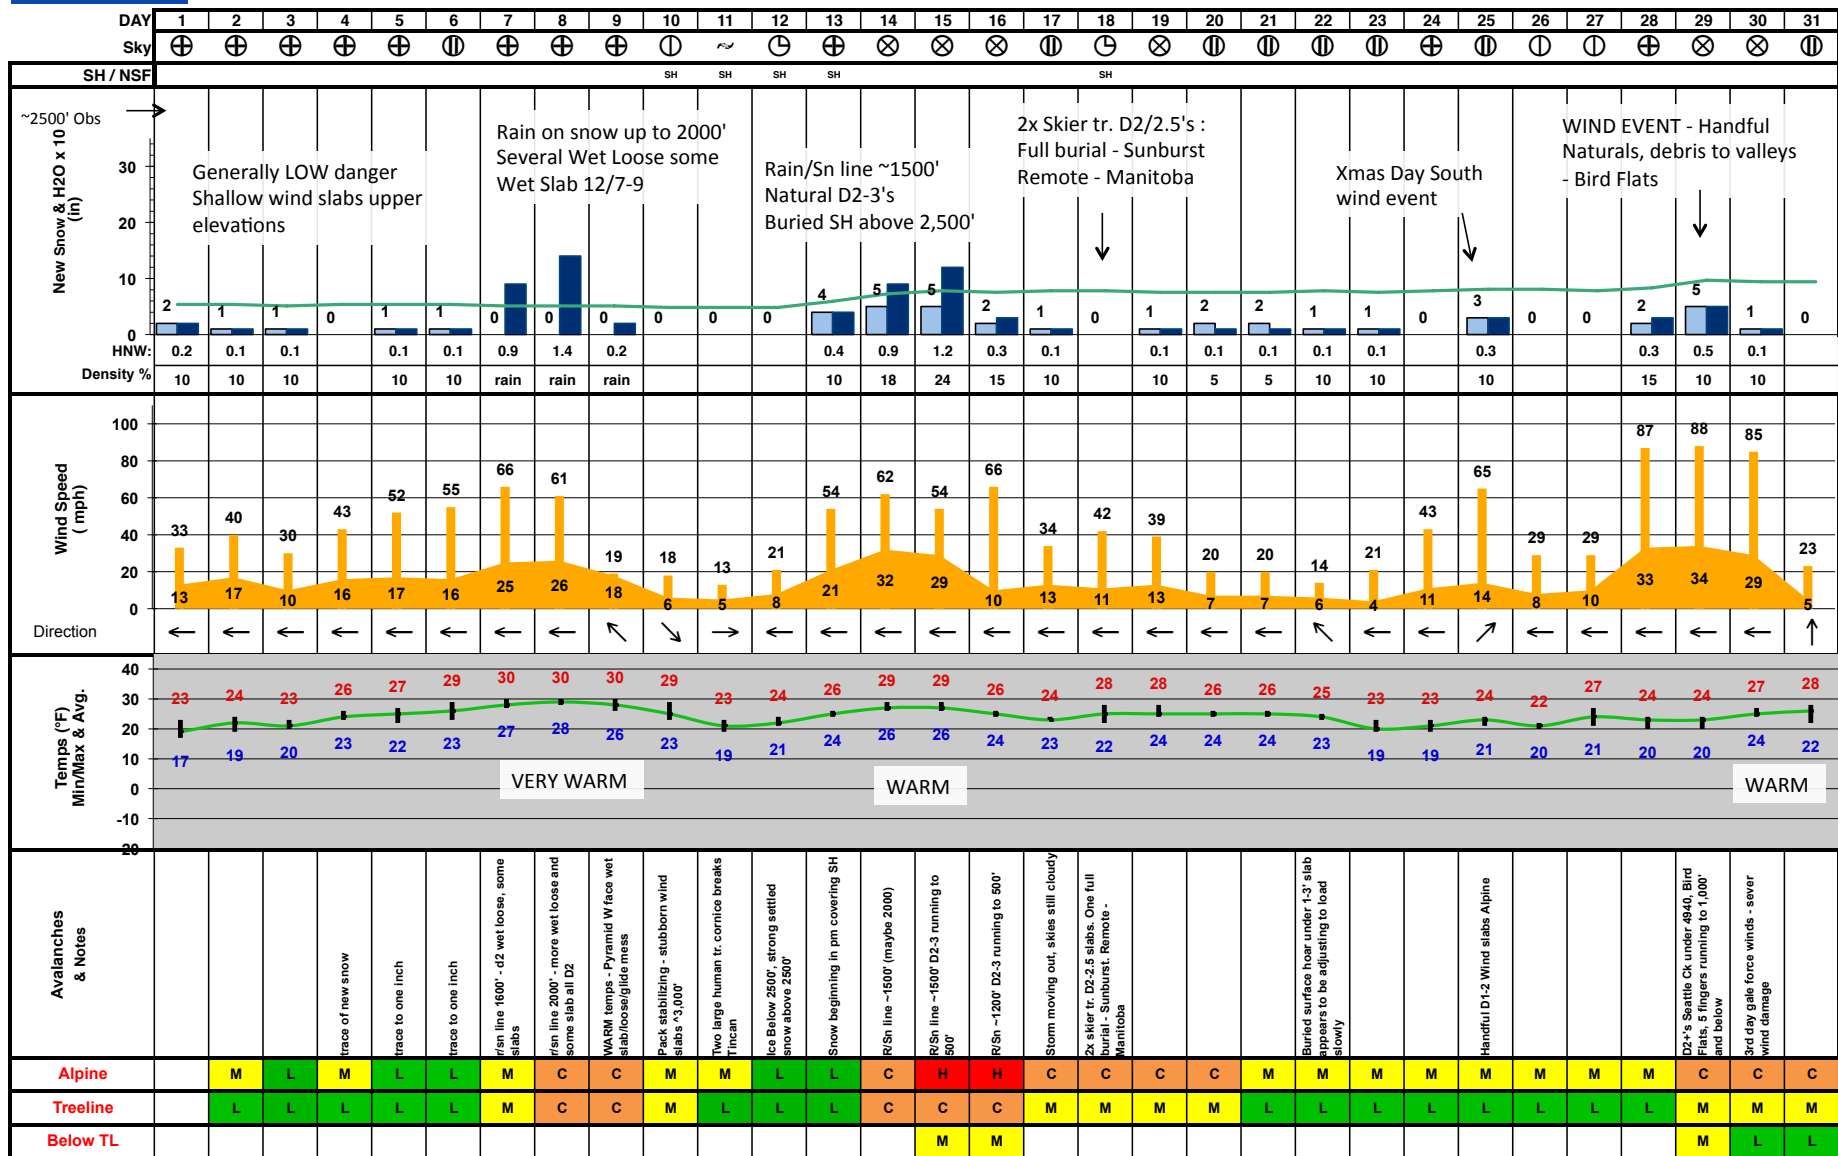 DAY 1 2 3 4 5 6 7 8 9 10 11 12 13 14 15 16 17 18 19 20 21 22 23 24 25 26 27 28 29 30 31
Sky
SH / NSF SH SH SH SH SH
~2500' Obs
New Snow & H2O x 10
(in)
30
20
10
0
Generally LOW danger
Shallow wind slabs upper
elevations
Rain on snow up to 2000'
Several Wet Loose some
Wet Slab 12/7-9
Rain/Sn line ~1500'
Natural D2-3's
Buried SH above 2,500'
2x Skier tr. D2/2.5's :
Full burial - Sunburst
Remote - Manitoba
Xmas Day South
wind event
WIND EVENT - Handful
Naturals, debris to valleys
- Bird Flats
2 1 1 0 1 1 0 0 0 0 0 0 4 5 5 2 1 0 1 2 2 1 1 0 3 0 0 2 5 1 0
HNW: 0.2 0.1 0.1 0.1 0.1 0.9 1.4 0.2 0.4 0.9 1.2 0.3 0.1 0.1 0.1 0.1 0.1 0.1 0.3 0.3 0.5 0.1
Density % 10 10 10 10 10 rain rain rain 10 18 24 15 10 10 5 5 10 10 10 15 10 10
Wind Speed
( mph)
100
80
60
40
20
0
33 40 30 43 52 55 66 61 19 18 13 21 54 62 54 66 34 42 39 20 20 14 21 43 65 29 29 87 88 85 23
13 17 10 16 17 16 25 26 18 6 5 8 21 32 29 10 13 11 13 7 7 6 4 11 14 8 10 33 34 29 5
Direction
Temps (°F)
Min/Max & Avg.
40
30
20
10
0
-10
-20
23 24 23 26 27 29 30 30 30 29 23 24 26 29 29 26 24 28 28 26 26 25 23 23 24 22 27 24 24 27 28
17 19 20 23 22 23 27 28 26 23 19 21 24 26 26 24 23 22 24 24 24 23 19 19 21 20 21 20 20 24 22
VERY WARM
WARM
WARM
Avalanches
& Notes
trace of new snow
trace to one inch
trace to one inch
r/sn line 1600' - d2 wet loose, some
slabs
r/sn line 2000' - more wet loose and
some slab all D2
WARM temps - Pyramid W face wet
slab/loose/glide mess
Pack stabilizing - stubborn wind
slabs ^3,000'
Two large human tr. cornice breaks
Tincan
Ice Below 2500', strong settled
snow above 2500'
Snow beginning in pm covering SH
R/Sn line ~1500' (maybe 2000)
R/Sn line ~1500' D2-3 running to
500'
R/Sn ~1200' D2-3 running to 500'
Storm moving out, skies still cloudy
2x skier tr. D2-2.5 slabs. One full
burial - Sunburst. Remote -
Manitoba
Buried surface hoar under 1-3' slab
appears to be adjusting to load
slowly
Handful D1-2 Wind slabs Alpine
D2+'s Seattle Ck under 4940, Bird
Flats, 5 fingers runing to 1,000'
and below
3rd day gale force winds - sever
wind damage
Alpine M L M L L M C C M M L L C H H C C C C M M M M M M M M C C C
Treeline L L L L L M C C M L L L C C C M M M M L L L L L L L L M M M
Below TL M M M L L